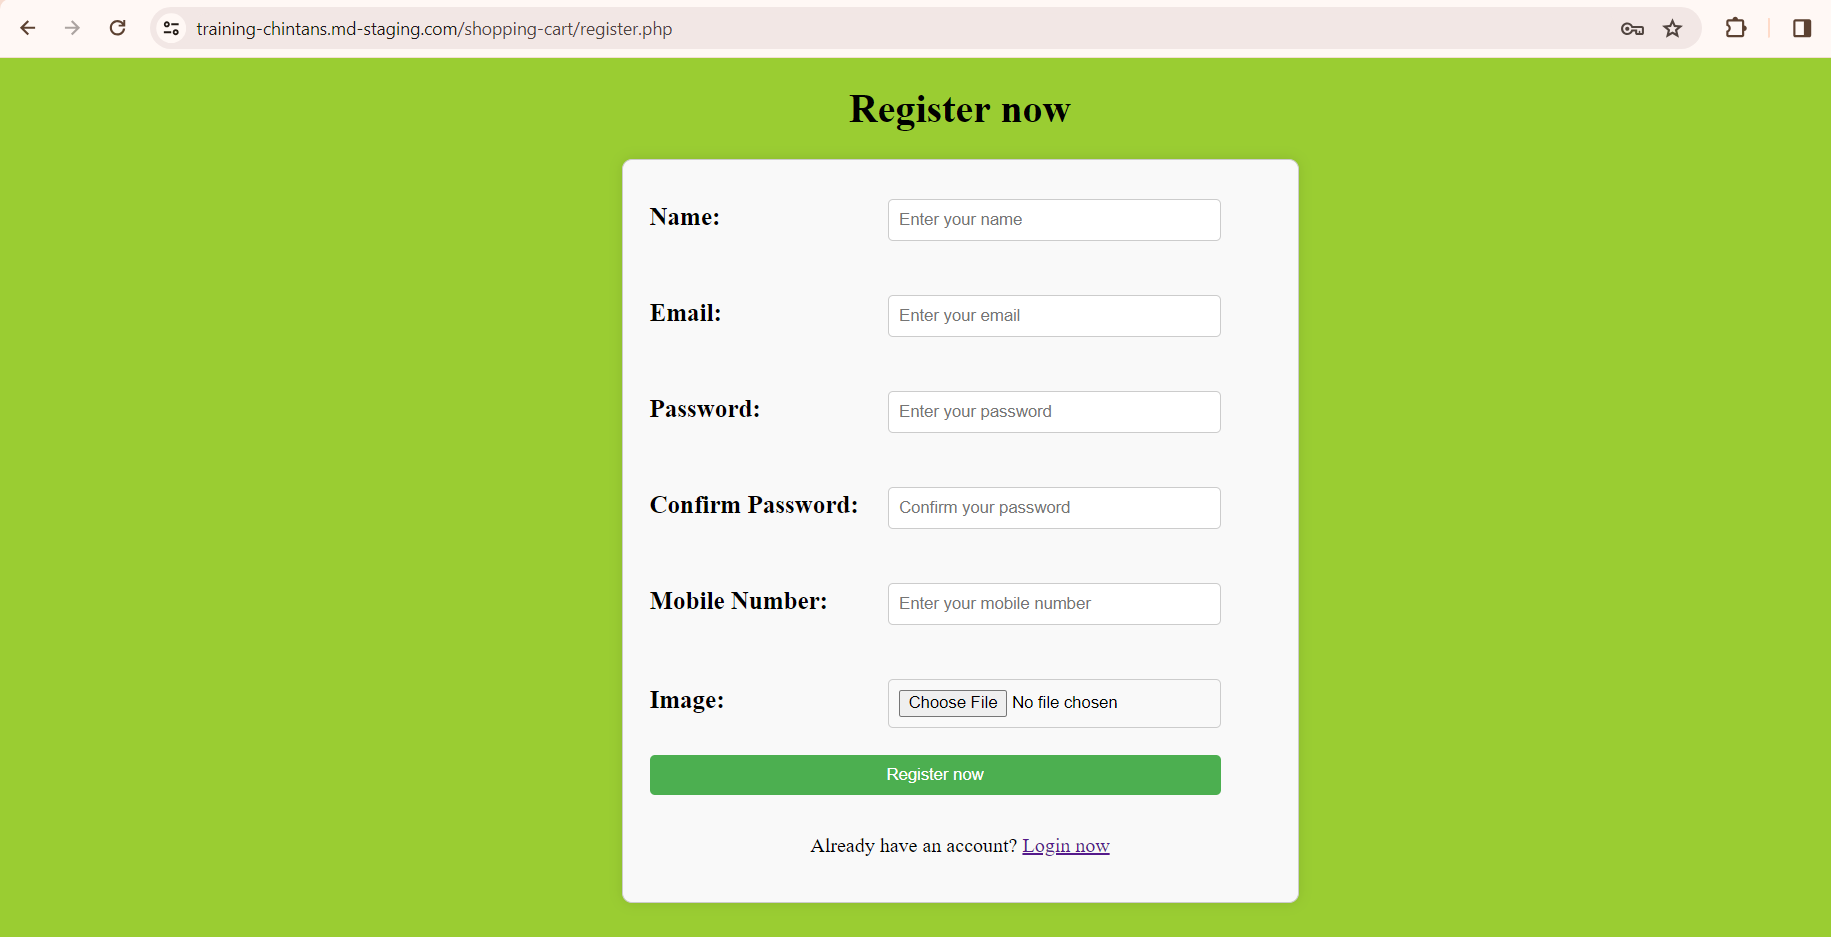 training-chintans.md-staging.com/shopping-cart/register.php
Register now
Name:
Enter your name
Email:
Enter your email
Password:
Enter your password
Confirm Password:
Confirm your password
Mobile Number:
Enter your mobile number
Image:
Choose File No file chosen
Register now
Already have an account? Login now